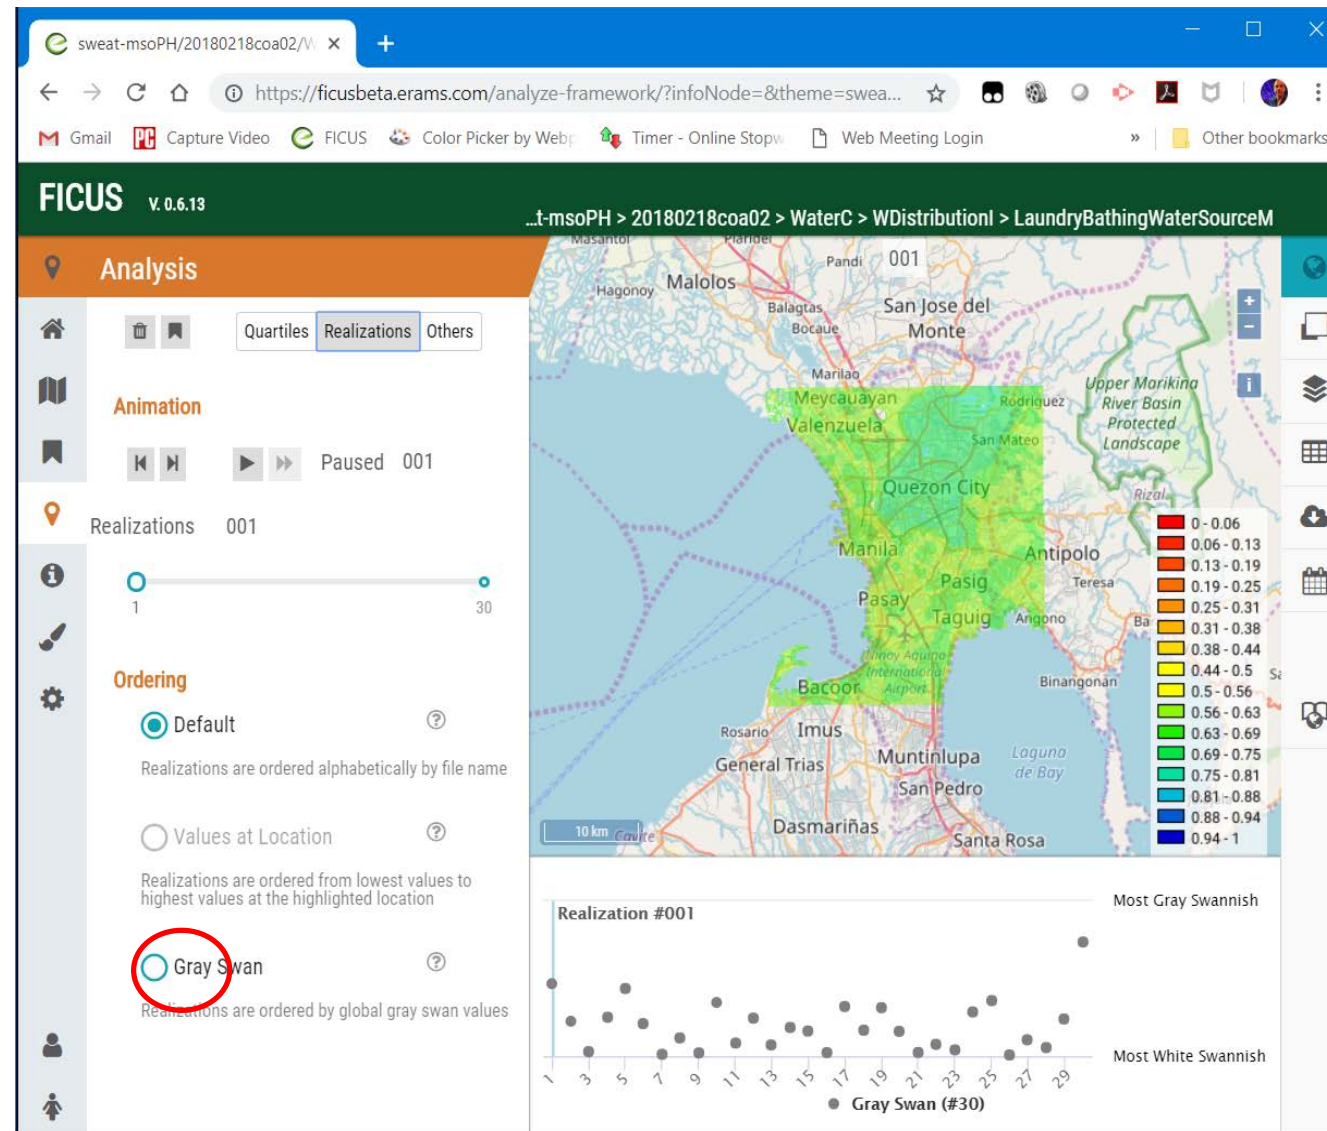 sweat-msoPH/20180218coa02/W
https://ficusbeta.erams.com/analyze-framework/?infoNode=&theme=swea...
Gmail Capture Video FICUS Color Picker by Webp Timer - Online Stopw Web Meeting Login » Other bookmarks
FICUS V. 0.6.13
...t-msoPH > 20180218coa02 > WaterC > WDistributionI > LaundryBathingWaterSourceM
Analysis
Quartiles Realizations Others
Animation
Paused 001
Realizations 001
1 30
Ordering
Default
Realizations are ordered alphabetically by file name
Values at Location
Realizations are ordered from lowest values to
highest values at the highlighted location
Gray Swan
Realizations are ordered by global gray swan values
001
Masantol
Plaridel
Pandi
Hagonoy
Malolos
Balagtas
San Jose del
Monte
Bocaue
Marilao
Meycauayan
Rodriguez
Upper Marikina
River Basin
Protected
Landscape
Valenzuela
San Mateo
Quezon City
Rizal
Manila
Antipolo
Pasig
Teresa
Pasay
Taguig
Angono
Ninoy Aquino
International
Airport
Bacoor
Binangonan
Rosario
Imus
General Trias
Muntinlupa
Laguna
de Bay
San Pedro
Dasmariñas
Santa Rosa
10 km
Cavite
+
-
i
0 - 0.06
0.06 - 0.13
0.13 - 0.19
0.19 - 0.25
0.25 - 0.31
0.31 - 0.38
0.38 - 0.44
0.44 - 0.5
0.5 - 0.56
0.56 - 0.63
0.63 - 0.69
0.69 - 0.75
0.75 - 0.81
0.81 - 0.88
0.88 - 0.94
0.94 - 1
Most Gray Swannish
Realization #001
Most White Swannish
1 3 5 7 9 11 13 15 17 19 21 23 25 27 29
Gray Swan (#30)